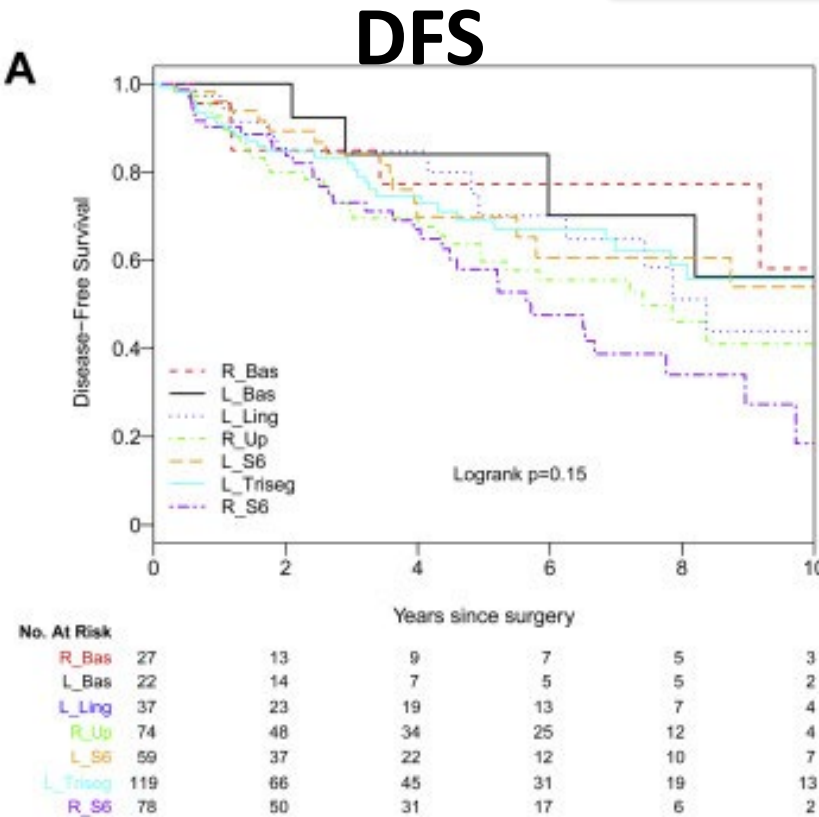 DFS
A
1.0
0.8
0.6
0.4
0.2
0
Disease-Free Survival
R_Bas
L_Bas
L_Ling
R_Up
L_S6
L_Triseg
R_S6
Logrank p=0.15
0 2 4 6 8 10
Years since surgery
No. At Risk
R_Bas 27 13 9 7 5 3
L_Bas 22 14 7 5 5 2
L_Ling 37 23 19 13 7 4
R_Up 74 48 34 25 12 4
L_S6 59 37 22 12 10 7
L_Triseg 119 66 45 31 19 13
R_S6 78 50 31 17 6 2